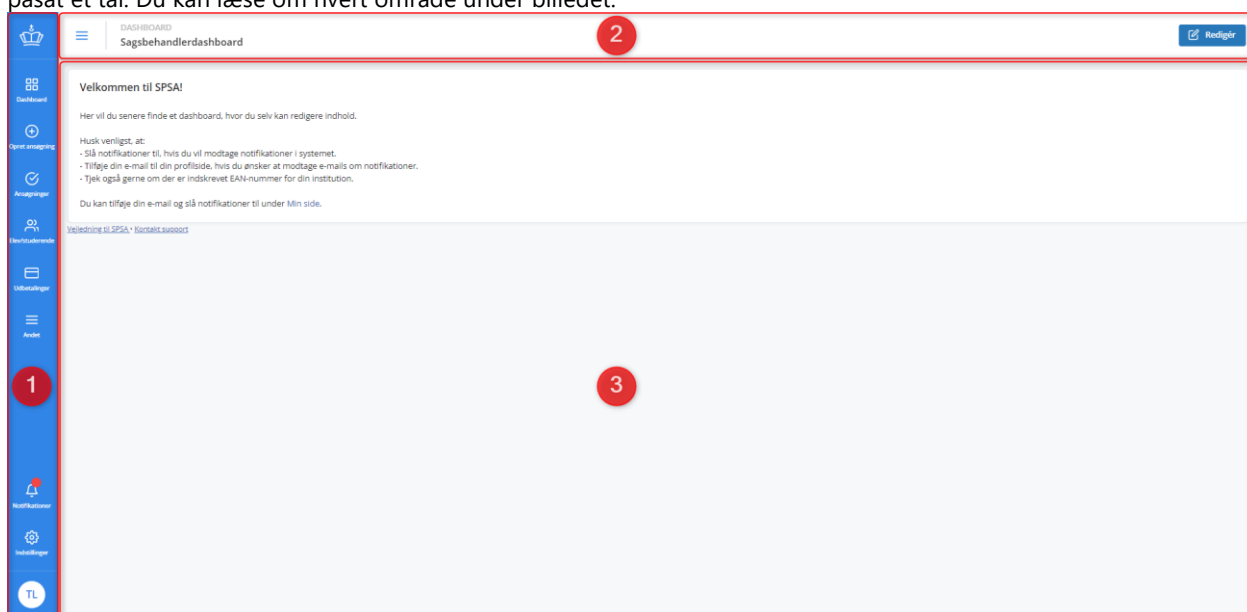 påsat et tal. Du kan læse om hvert område under billedet.
DASHBOARD
Sagsbehandlerdashboard
2
Redigér
Dashboard
Opret ansøgning
Ansøgninger
Elev/studerende
Udbetalinger
Andet
1
Notifikationer
Indstillinger
TL
Velkommen til SPSA!
Her vil du senere finde et dashboard, hvor du selv kan redigere indhold.
Husk venligst, at:
- Slå notifikationer til, hvis du vil modtage notifikationer i systemet.
- Tilføje din e-mail til din profilside, hvis du ønsker at modtage e-mails om notifikationer.
- Tjek også gerne om der er indskrevet EAN-nummer for din institution.
Du kan tilføje din e-mail og slå notifikationer til under Min side.
Vejledning til SPSA • Kontakt support
3